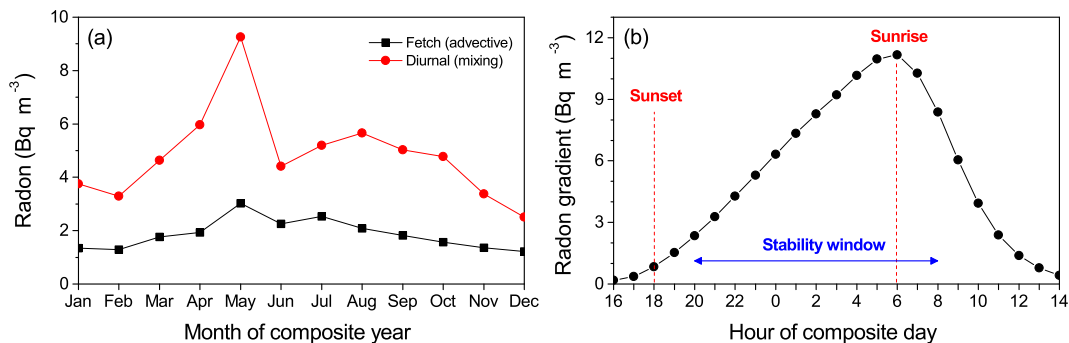 (a)
Fetch (advective)
Diurnal (mixing)
Radon (Bq m⁻³)
10
8
6
4
2
0
Jan Feb Mar Apr May Jun Jul Aug Sep Oct Nov Dec
Month of composite year
(b)
Sunrise
Sunset
Stability window
Radon gradient (Bq m⁻³)
12
9
6
3
0
16 18 20 22 0 2 4 6 8 10 12 14
Hour of composite day